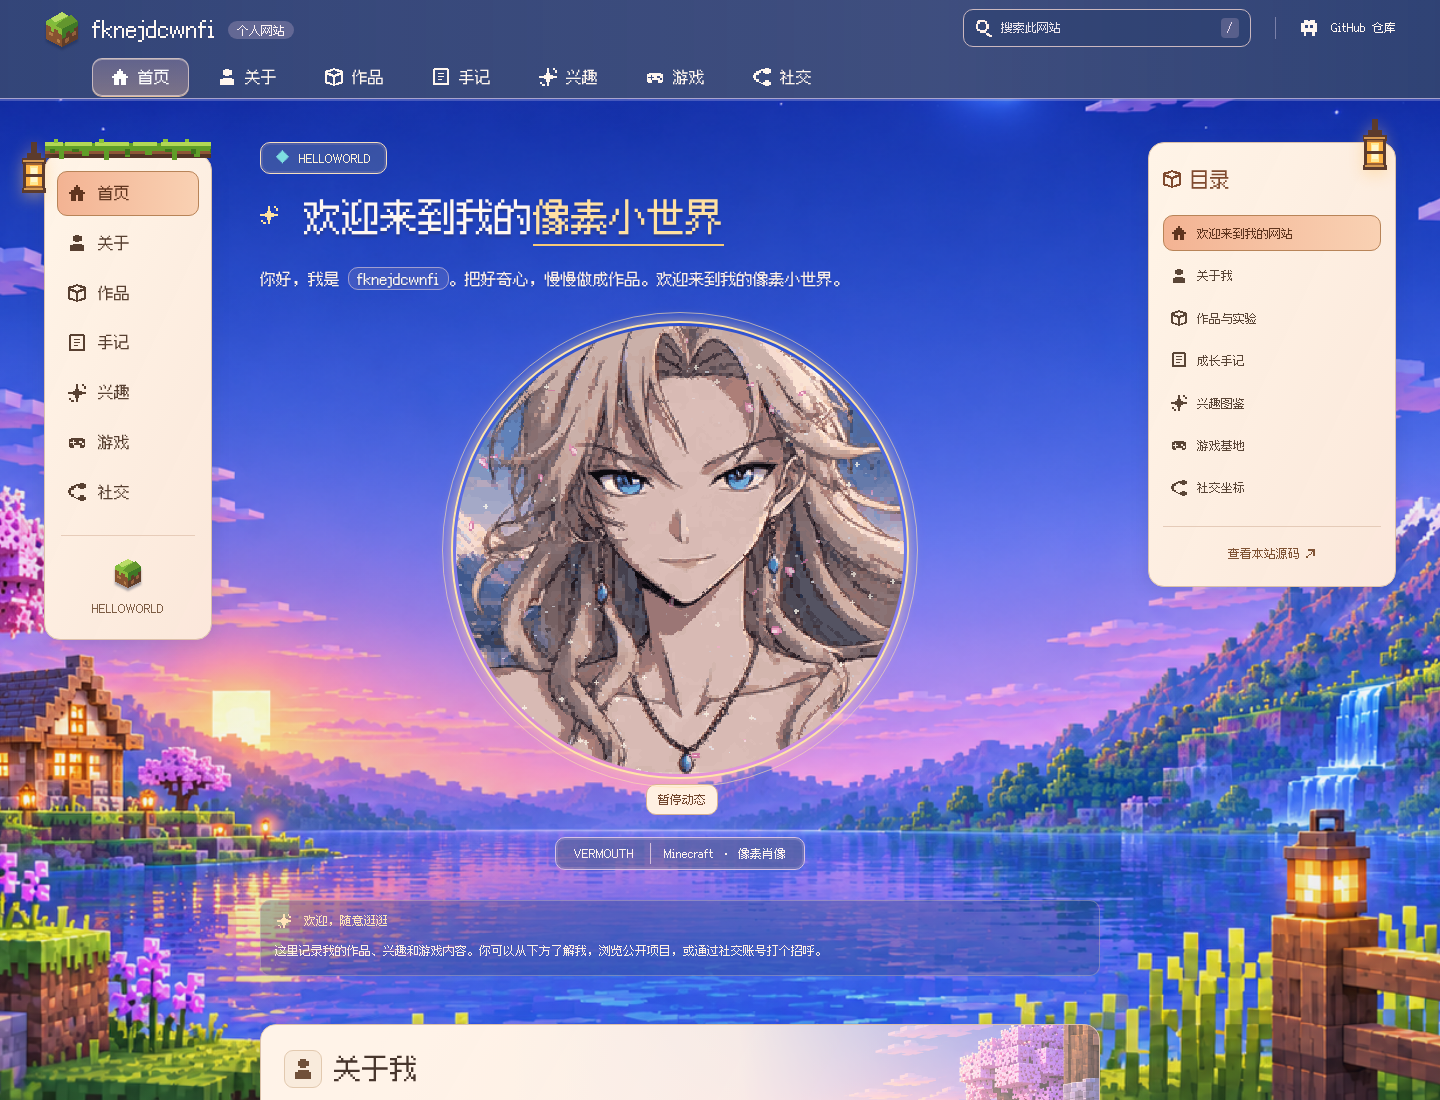 fknejdcwnfi 个人网站
搜索此网站 /
GitHub 仓库
首页 关于 作品 手记 兴趣 游戏 社交
首页
关于
作品
手记
兴趣
游戏
社交
HELLOWORLD
HELLOWORLD
欢迎来到我的像素小世界
你好，我是 fknejdcwnfi。把好奇心，慢慢做成作品。欢迎来到我的像素小世界。
暂停动态
VERMOUTH Minecraft · 像素肖像
欢迎，随意逛逛
这里记录我的作品、兴趣和游戏内容。你可以从下方了解我，浏览公开项目，或通过社交账号打个招呼。
关于我
目录
欢迎来到我的网站
关于我
作品与实验
成长手记
兴趣图鉴
游戏基地
社交坐标
查看本站源码